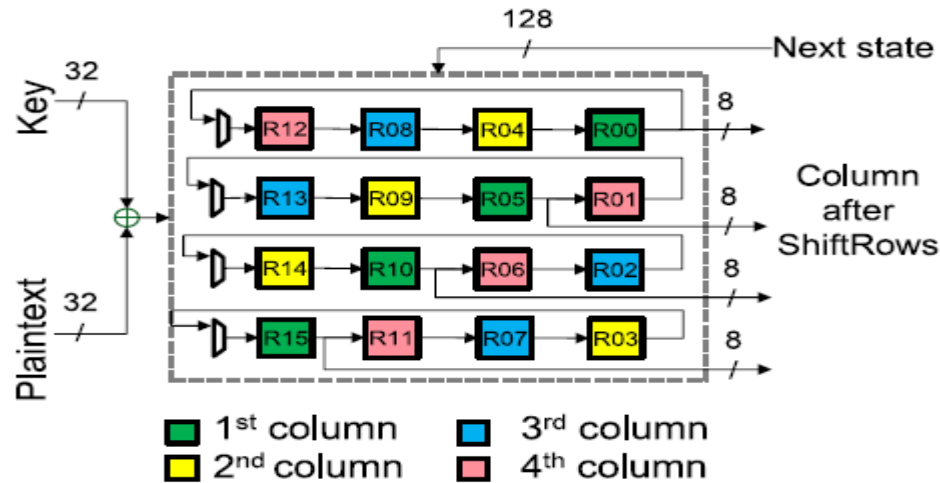 128
Next state
32
Key
8
R12 R08 R04 R00
R13 R09 R05 R01
8
Column
after
ShiftRows
R14 R10 R06 R02
8
32
Plaintext
R15 R11 R07 R03
8
1st column
3rd column
2nd column
4th column